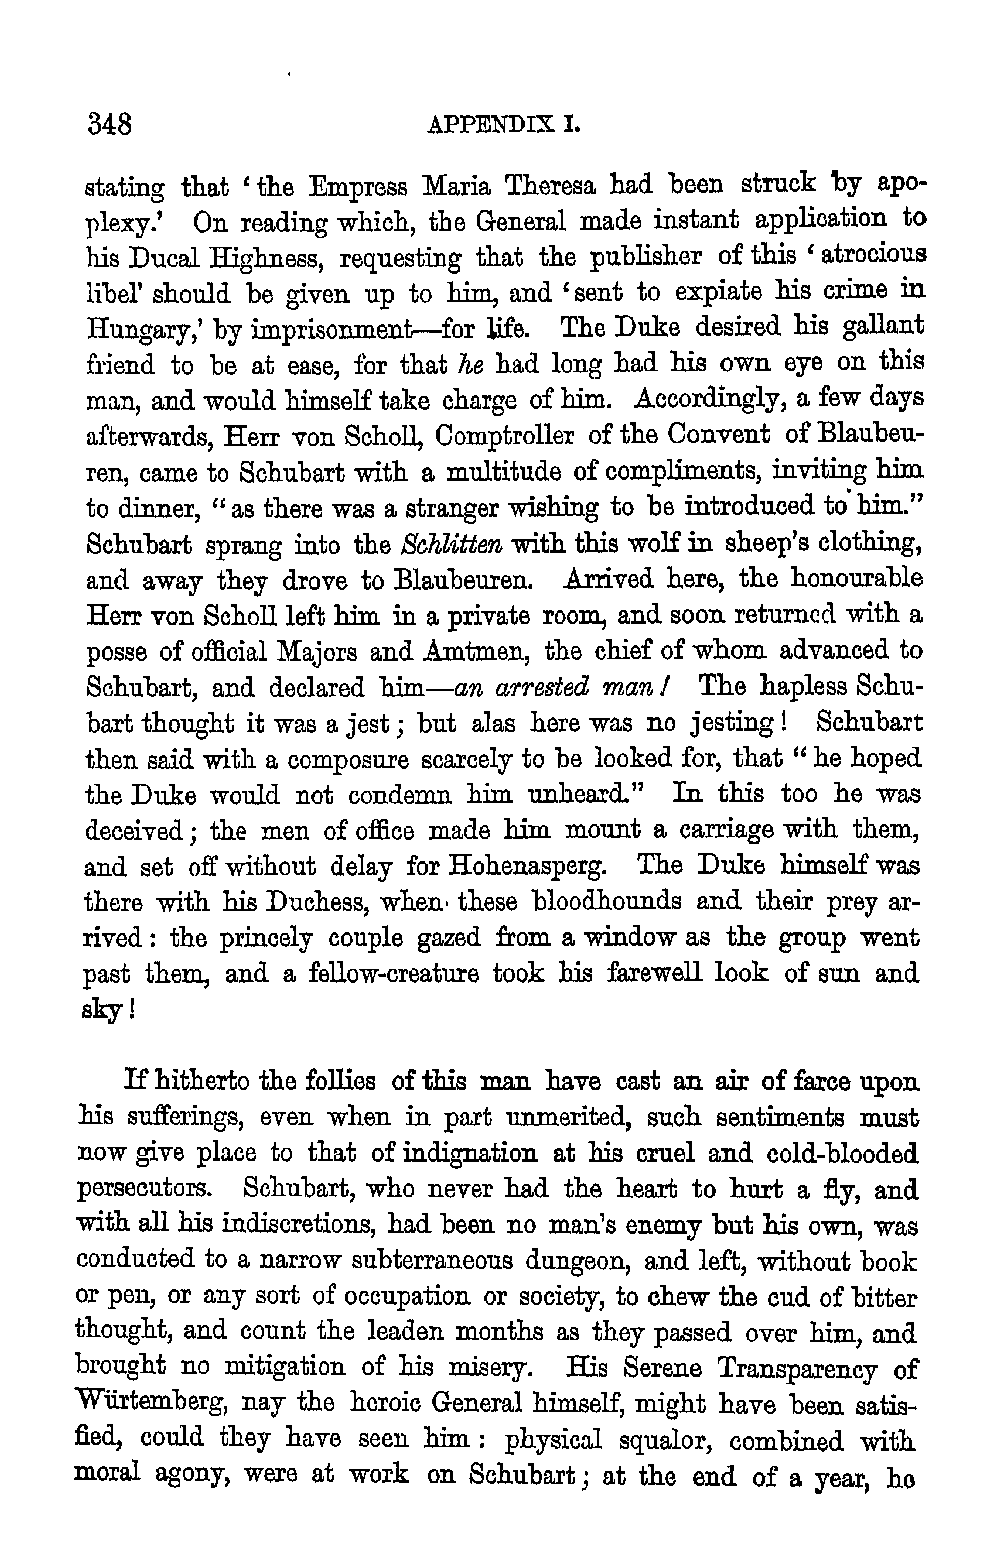 348 APPENDIX I.
stating that ‘the Empress Maria Theresa had been struck by apo-
plexy.’ On reading which, the General made instant application to
his Ducal Highness, requesting that the publisher of this ‘atrocious
libel’ should be given up to him, and ‘sent to expiate his crime in
Hungary,’ by imprisonment—for life. The Duke desired his gallant
friend to be at ease, for that he had long had his own eye on this
man, and would himself take charge of him. Accordingly, a few days
afterwards, Herr von Scholl, Comptroller of the Convent of Blaubeu-
ren, came to Schubart with a multitude of compliments, inviting him
to dinner, “as there was a stranger wishing to be introduced to him.”
Schubart sprang into the Schlitten with this wolf in sheep's clothing,
and away they drove to Blaubeuren. Arrived here, the honourable
Herr von Scholl left him in a private room, and soon returned with a
posse of official Majors and Amtmen, the chief of whom advanced to
Schubart, and declared him—an arrested man! The hapless Schu-
bart thought it was a jest; but alas here was no jesting! Schubart
then said with a composure scarcely to be looked for, that “he hoped
the Duke would not condemn him unheard.” In this too he was
deceived; the men of office made him mount a carriage with them,
and set off without delay for Hohenasperg. The Duke himself was
there with his Duchess, when these bloodhounds and their prey ar-
rived: the princely couple gazed from a window as the group went
past them, and a fellow-creature took his farewell look of sun and
sky!
If hitherto the follies of this man have cast an air of farce upon
his sufferings, even when in part unmerited, such sentiments must
now give place to that of indignation at his cruel and cold-blooded
persecutors. Schubart, who never had the heart to hurt a fly, and
with all his indiscretions, had been no man's enemy but his own, was
conducted to a narrow subterraneous dungeon, and left, without book
or pen, or any sort of occupation or society, to chew the cud of bitter
thought, and count the leaden months as they passed over him, and
brought no mitigation of his misery. His Serene Transparency of
Würtemberg, nay the heroic General himself, might have been satis-
fied, could they have seen him: physical squalor, combined with
moral agony, were at work on Schubart; at the end of a year, he